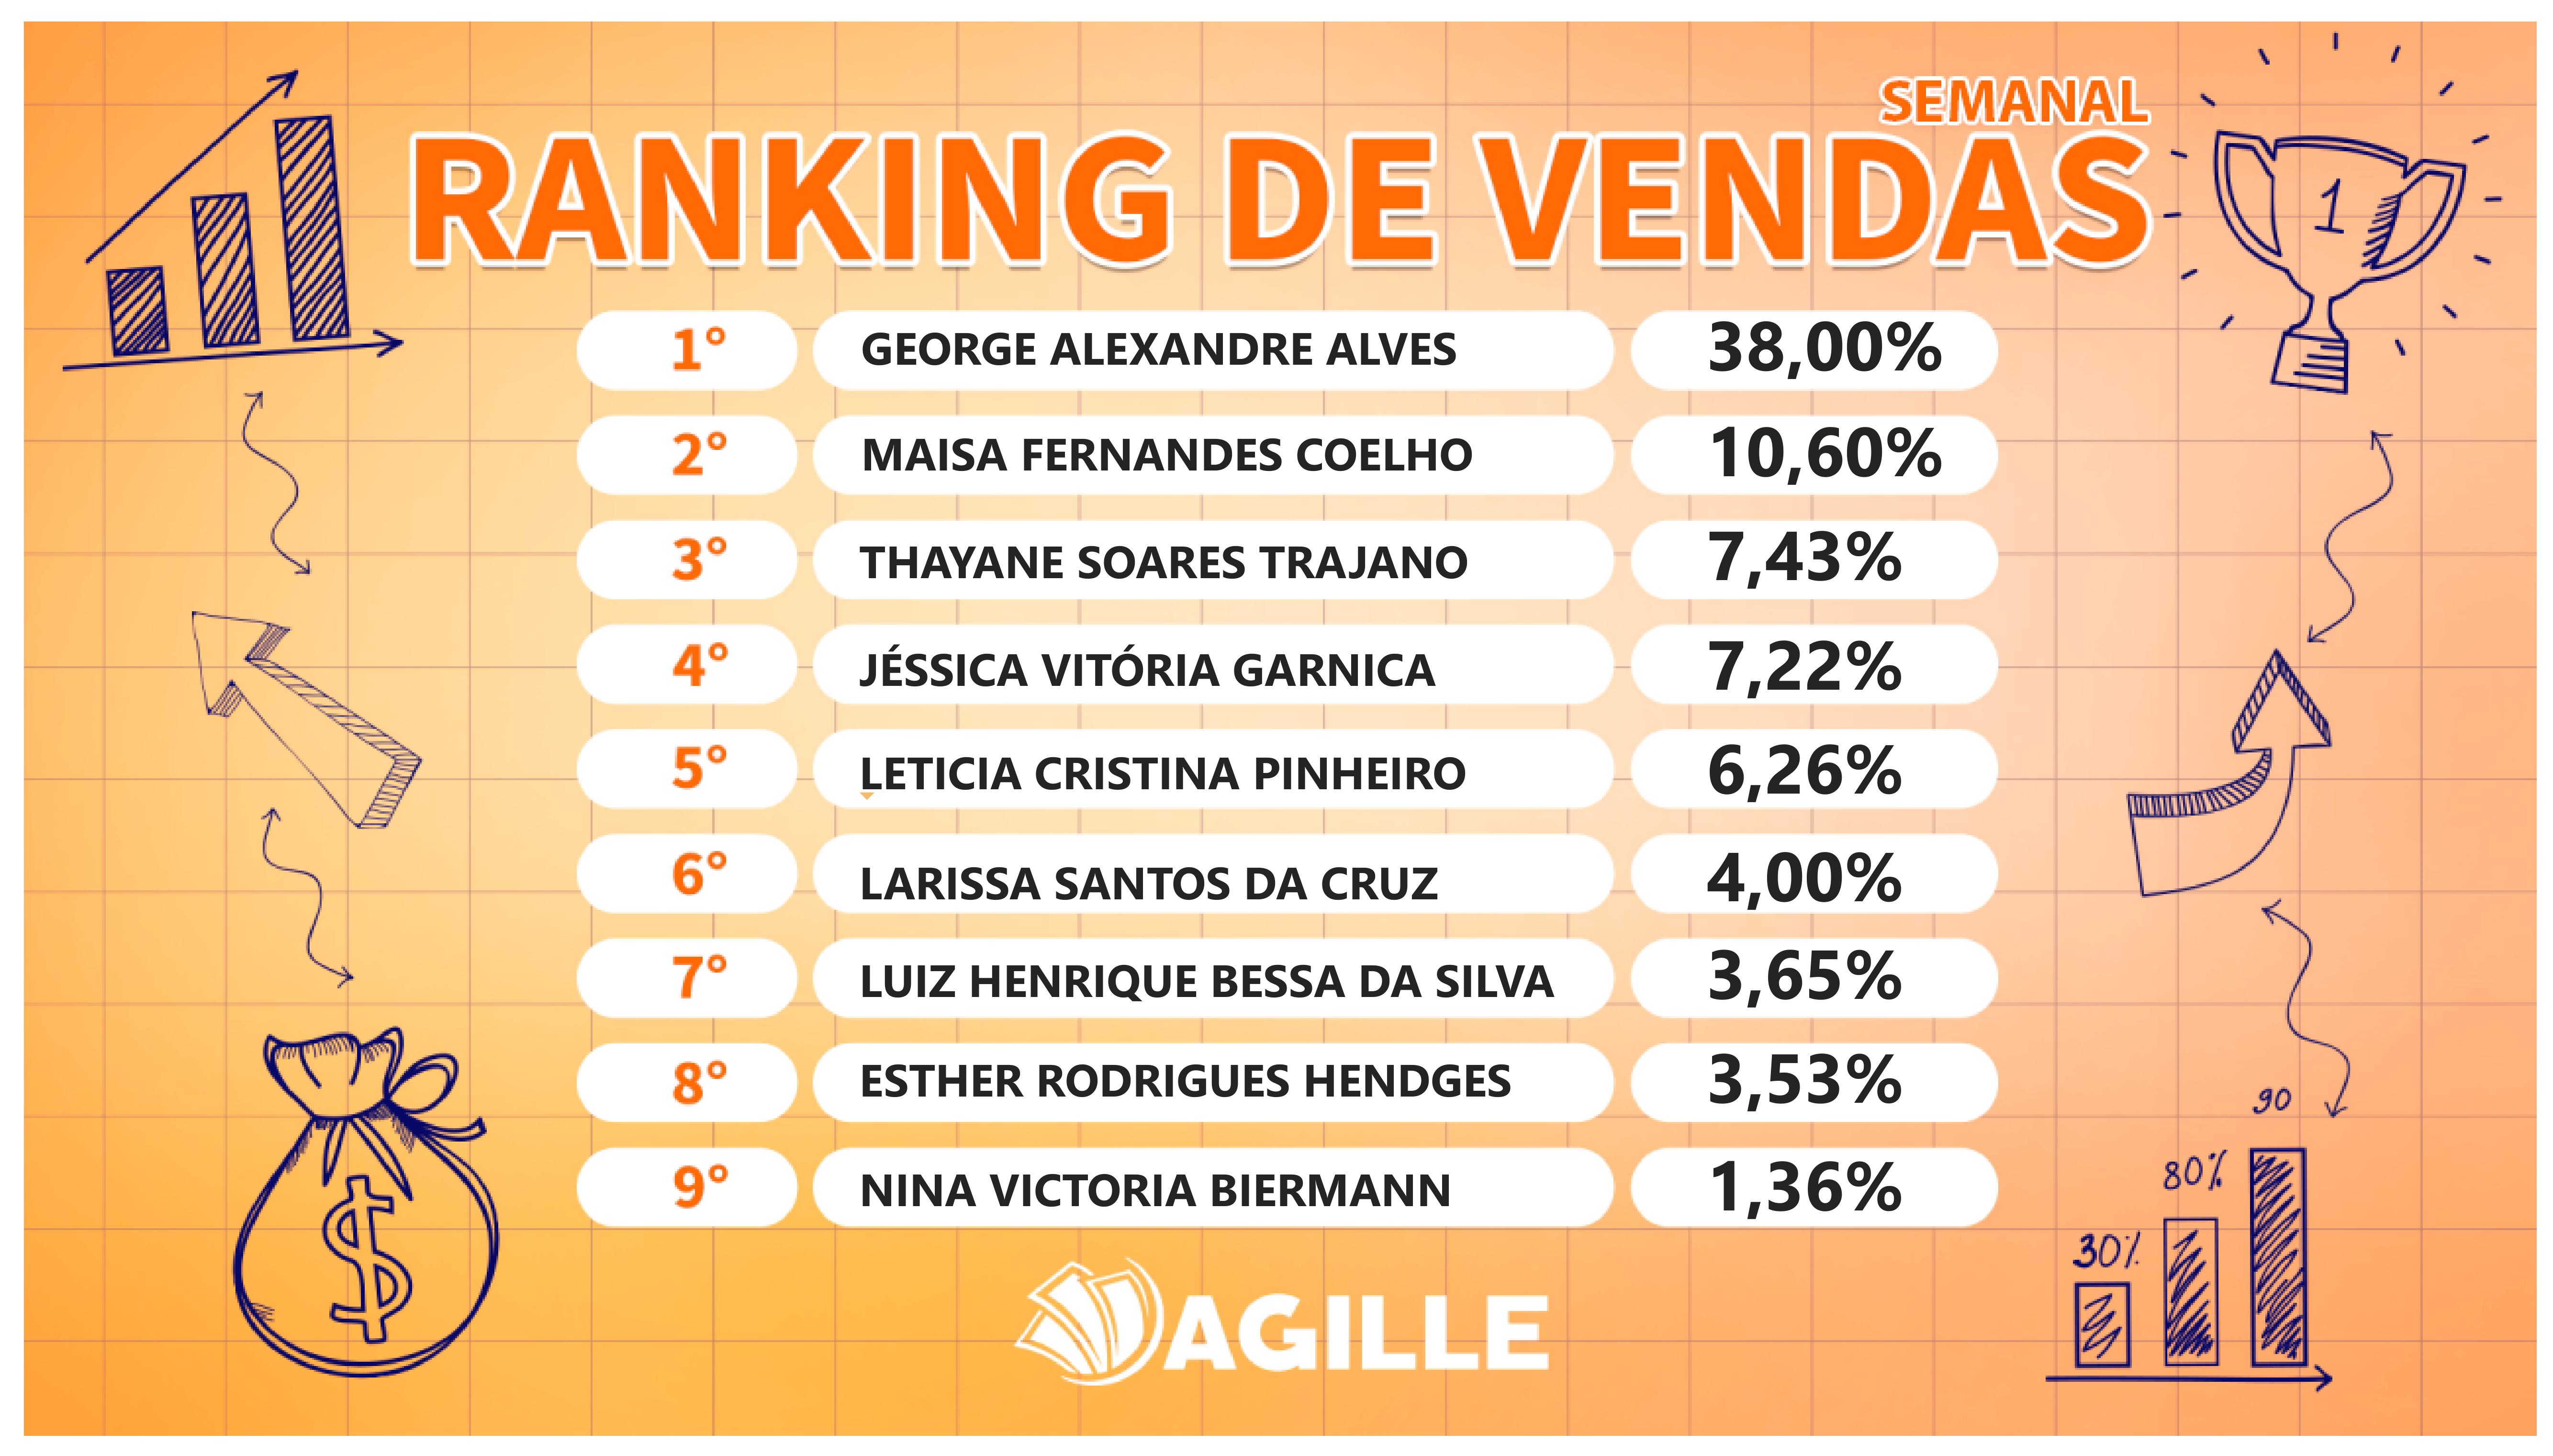 SEMANAL
RANKING DE VENDAS
1
1° GEORGE ALEXANDRE ALVES 38,00%
2° MAISA FERNANDES COELHO 10,60%
3° THAYANE SOARES TRAJANO 7,43%
4° JÉSSICA VITÓRIA GARNICA 7,22%
5° LETICIA CRISTINA PINHEIRO 6,26%
6° LARISSA SANTOS DA CRUZ 4,00%
7° LUIZ HENRIQUE BESSA DA SILVA 3,65%
8° ESTHER RODRIGUES HENDGES 3,53%
9° NINA VICTORIA BIERMANN 1,36%
$
90
80%
30%
AGILLE